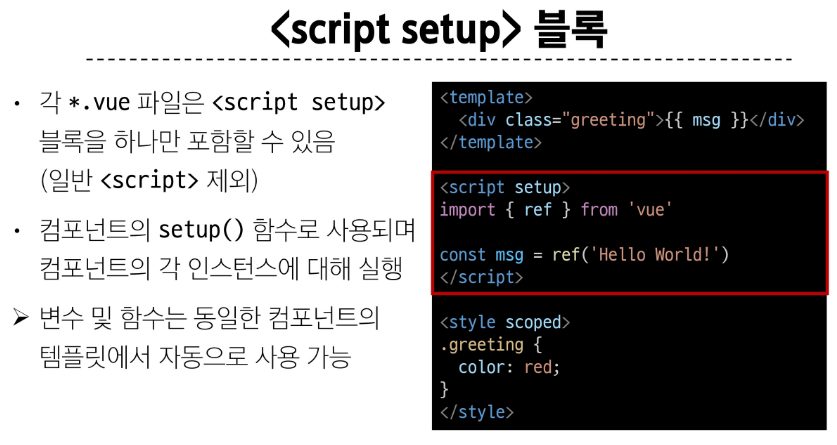 <script setup> 블록
• 각 *.vue 파일은 <script setup>
블록을 하나만 포함할 수 있음
(일반 <script> 제외)
• 컴포넌트의 setup() 함수로 사용되며
컴포넌트의 각 인스턴스에 대해 실행
➢ 변수 및 함수는 동일한 컴포넌트의
템플릿에서 자동으로 사용 가능
<template>
  <div class="greeting">{{ msg }}</div>
</template>
<script setup>
import { ref } from 'vue'
const msg = ref('Hello World!')
</script>
<style scoped>
.greeting {
  color: red;
}
</style>